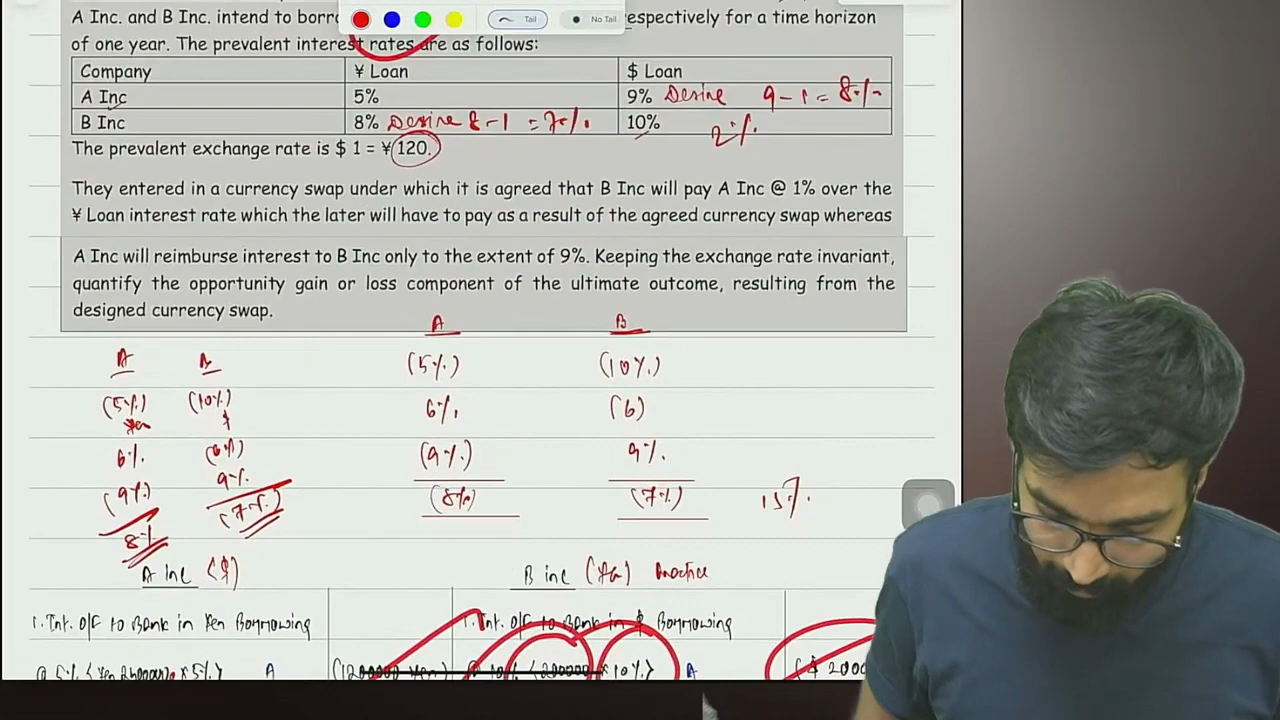 A Inc. and B Inc. intend to borro espectively for a time horizon
Tail
No Tail
of one year. The prevalent interest rates are as follows:
Company ¥ Loan $ Loan
A Inc 5% 9% Desire 9-1 = 8%
B Inc 8% Desire 8-1 = 7% 10% 2%
The prevalent exchange rate is $ 1 = ¥ 120.
They entered in a currency swap under which it is agreed that B Inc will pay A Inc @ 1% over the
¥ Loan interest rate which the later will have to pay as a result of the agreed currency swap whereas
A Inc will reimburse interest to B Inc only to the extent of 9%. Keeping the exchange rate invariant,
quantify the opportunity gain or loss component of the ultimate outcome, resulting from the
designed currency swap.
A B
A B (5%) (10%)
(5%) (10%) 6% (6)
Yen $
6% (6%) (9%) 9%
(9%) 9% (8%) (7%) 15%
8% (7%)
A inc ($) B inc (Yen)
1. Int. O/F to Bank in Yen Borrowing 1. Int. O/F to Bank in $ Borrowing